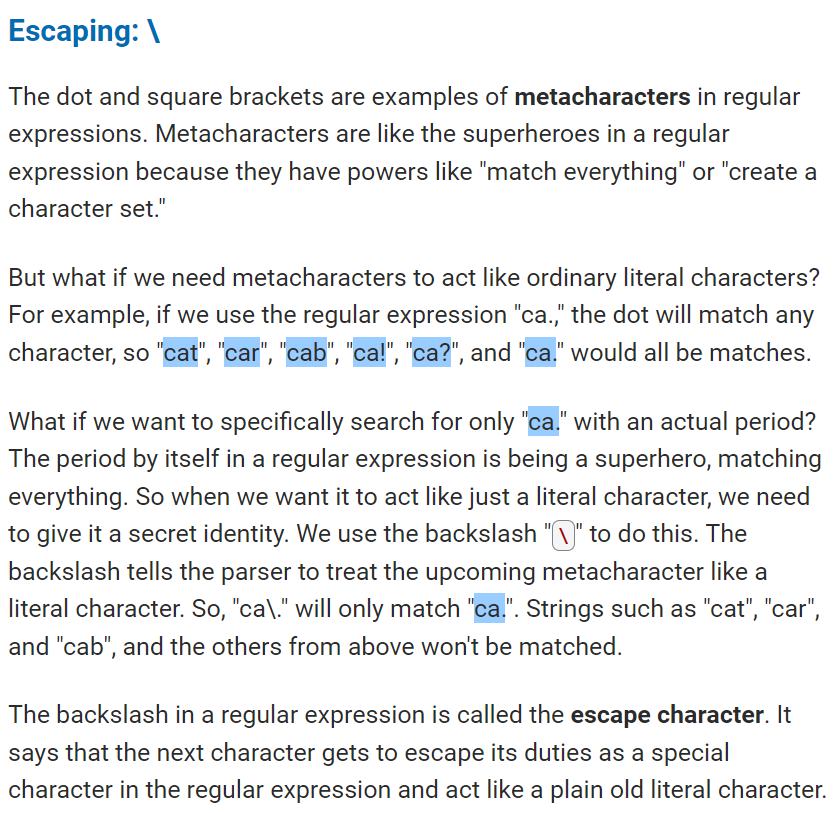 Escaping: \
The dot and square brackets are examples of metacharacters in regular
expressions. Metacharacters are like the superheroes in a regular
expression because they have powers like "match everything" or "create a
character set."
But what if we need metacharacters to act like ordinary literal characters?
For example, if we use the regular expression "ca.," the dot will match any
character, so "cat", "car", "cab", "ca!", "ca?", and "ca." would all be matches.
What if we want to specifically search for only "ca." with an actual period?
The period by itself in a regular expression is being a superhero, matching
everything. So when we want it to act like just a literal character, we need
to give it a secret identity. We use the backslash "\" to do this. The
backslash tells the parser to treat the upcoming metacharacter like a
literal character. So, "ca\." will only match "ca.". Strings such as "cat", "car",
and "cab", and the others from above won't be matched.
The backslash in a regular expression is called the escape character. It
says that the next character gets to escape its duties as a special
character in the regular expression and act like a plain old literal character.